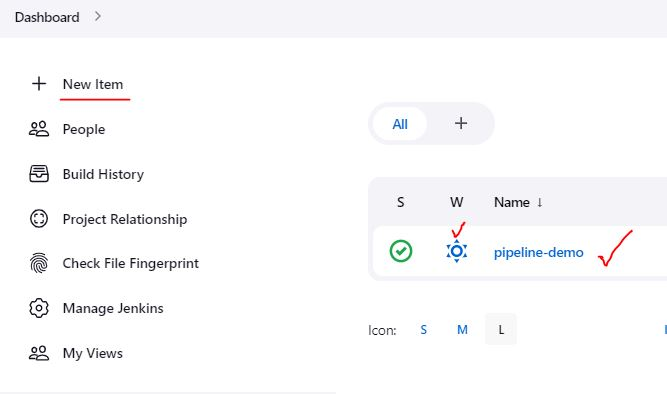 Dashboard
New Item
People
Build History
Project Relationship
Check File Fingerprint
Manage Jenkins
My Views
All +
S W Name ↓
pipeline-demo
Icon: S M L